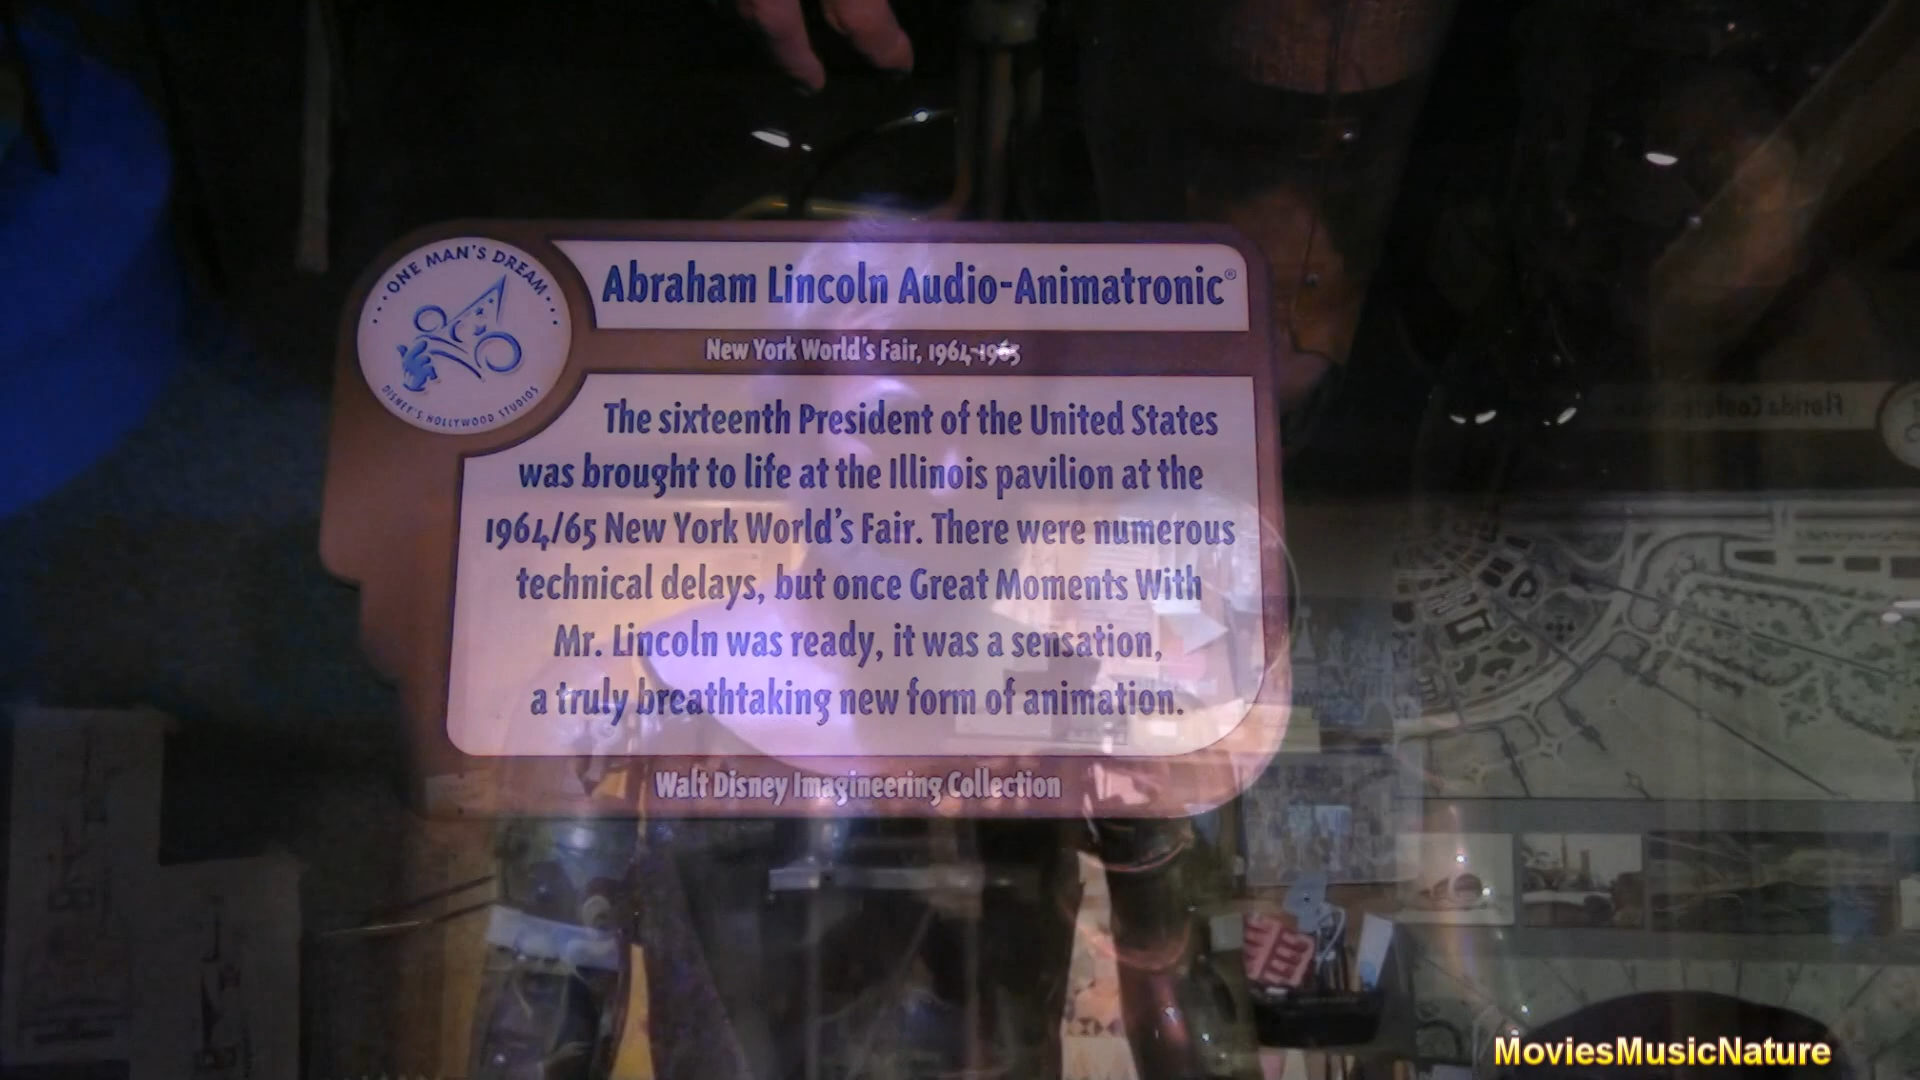 ONE MAN'S DREAM
DISNEY'S HOLLYWOOD STUDIOS
Abraham Lincoln Audio-Animatronic®
New York World's Fair, 1964-1965
The sixteenth President of the United States
was brought to life at the Illinois pavilion at the
1964/65 New York World's Fair. There were numerous
technical delays, but once Great Moments With
Mr. Lincoln was ready, it was a sensation,
a truly breathtaking new form of animation.
Walt Disney Imagineering Collection
Florida
MoviesMusicNature